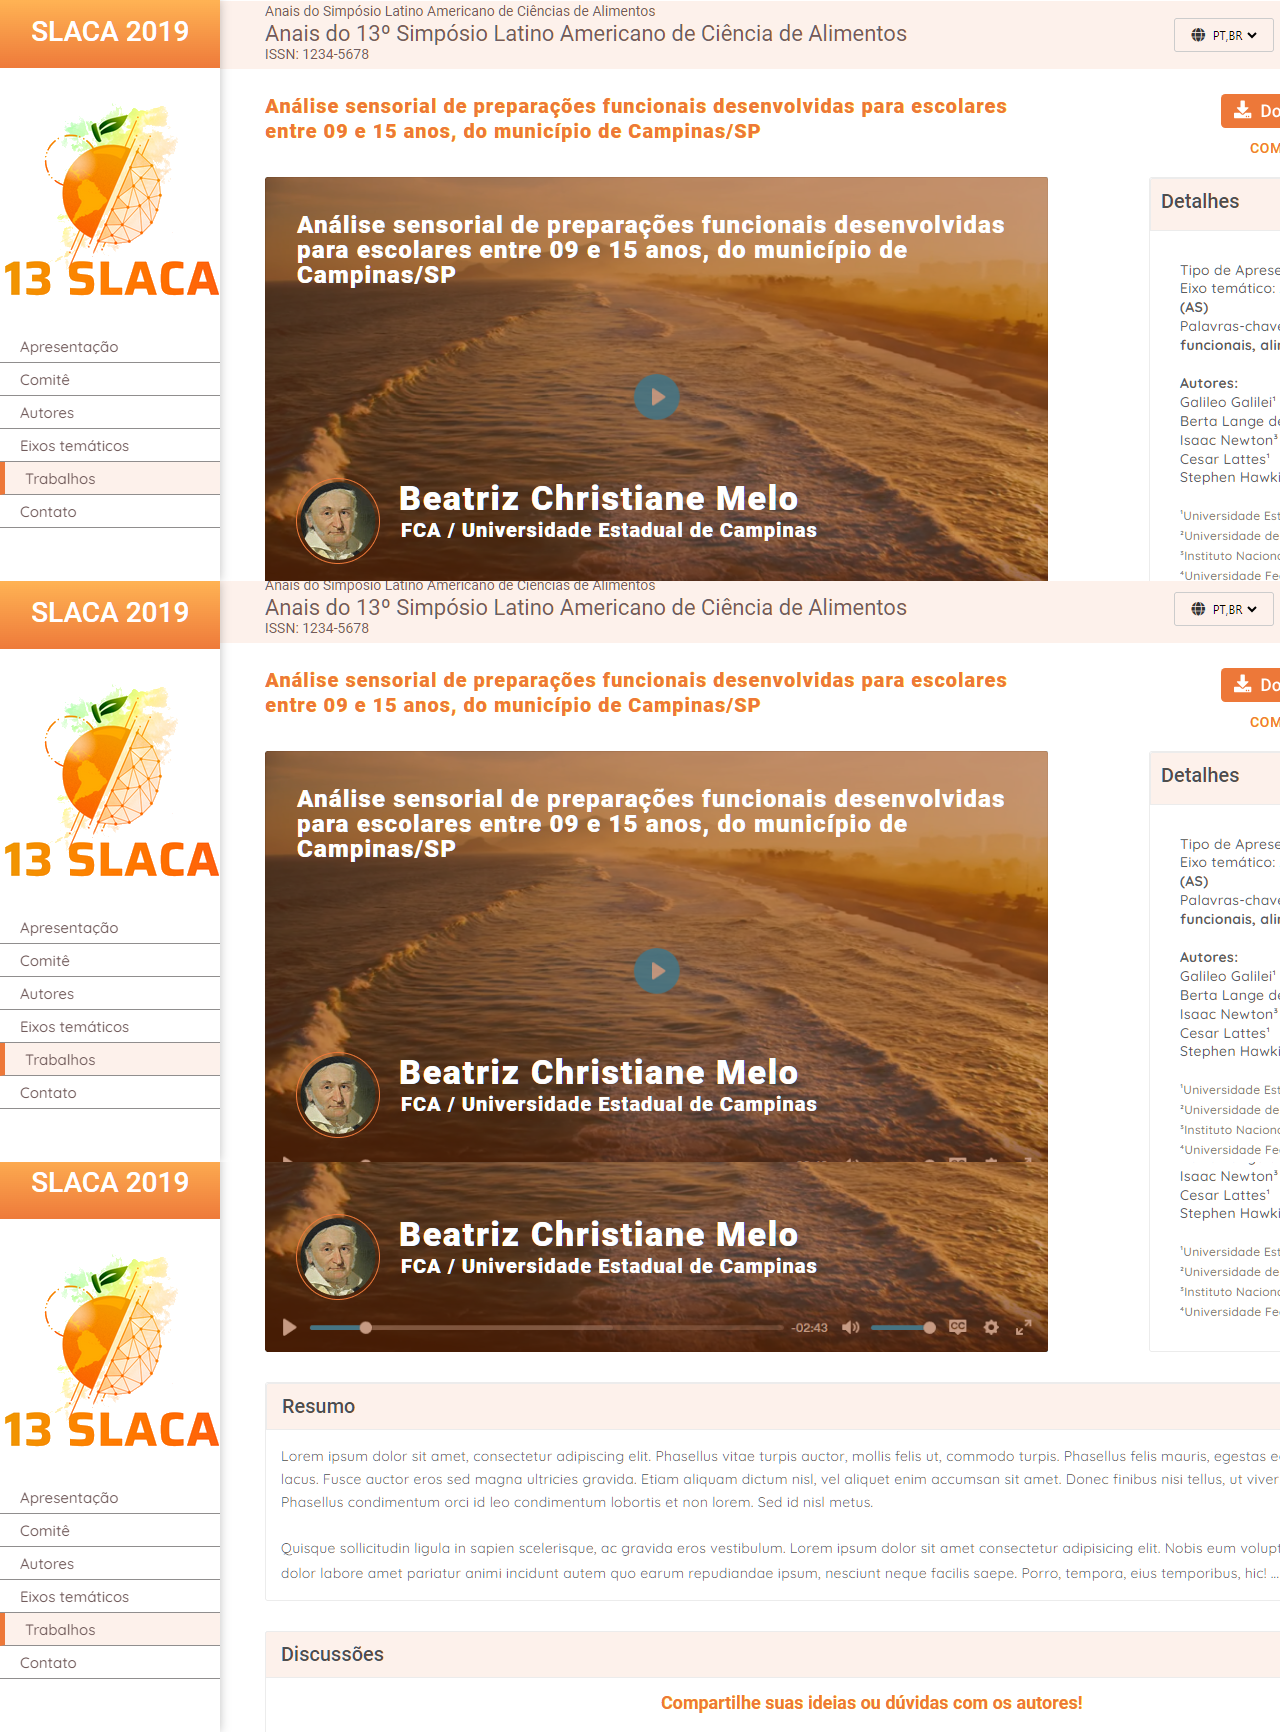 SLACA 2019
Anais do Simpósio Latino Americano de Ciências de Alimentos
Anais do 13º Simpósio Latino Americano de Ciência de Alimentos
ISSN: 1234-5678
PT,BR
Análise sensorial de preparações funcionais desenvolvidas para escolares
entre 09 e 15 anos, do município de Campinas/SP
Do
COM
13 SLACA
Apresentação
Comitê
Autores
Eixos temáticos
Trabalhos
Contato
Análise sensorial de preparações funcionais desenvolvidas
para escolares entre 09 e 15 anos, do município de
Campinas/SP
Beatriz Christiane Melo
FCA / Universidade Estadual de Campinas
Detalhes
Tipo de Aprese
Eixo temático:
(AS)
Palavras-chave
funcionais, alir
Autores:
Galileo Galilei¹
Berta Lange de
Isaac Newton³
Cesar Lattes¹
Stephen Hawki
¹Universidade Est
²Universidade de
³Instituto Naciona
⁴Universidade Fe
SLACA 2019
Anais do Simpósio Latino Americano de Ciências de Alimentos
Anais do 13º Simpósio Latino Americano de Ciência de Alimentos
ISSN: 1234-5678
PT,BR
Análise sensorial de preparações funcionais desenvolvidas para escolares
entre 09 e 15 anos, do município de Campinas/SP
Do
COM
13 SLACA
Apresentação
Comitê
Autores
Eixos temáticos
Trabalhos
Contato
Análise sensorial de preparações funcionais desenvolvidas
para escolares entre 09 e 15 anos, do município de
Campinas/SP
Beatriz Christiane Melo
FCA / Universidade Estadual de Campinas
Detalhes
Tipo de Aprese
Eixo temático:
(AS)
Palavras-chave
funcionais, alir
Autores:
Galileo Galilei¹
Berta Lange de
Isaac Newton³
Cesar Lattes¹
Stephen Hawki
¹Universidade Est
²Universidade de
³Instituto Naciona
⁴Universidade Fe
SLACA 2019
13 SLACA
Apresentação
Comitê
Autores
Eixos temáticos
Trabalhos
Contato
Beatriz Christiane Melo
FCA / Universidade Estadual de Campinas
-02:43
CC
Isaac Newton³
Cesar Lattes¹
Stephen Hawki
¹Universidade Est
²Universidade de
³Instituto Naciona
⁴Universidade Fe
Resumo
Lorem ipsum dolor sit amet, consectetur adipiscing elit. Phasellus vitae turpis auctor, mollis felis ut, commodo turpis. Phasellus felis mauris, egestas e
lacus. Fusce auctor eros sed magna ultricies gravida. Etiam aliquam dictum nisl, vel aliquet enim accumsan sit amet. Donec finibus nisi tellus, ut viver
Phasellus condimentum orci id leo condimentum lobortis et non lorem. Sed id nisl metus.
Quisque sollicitudin ligula in sapien scelerisque, ac gravida eros vestibulum. Lorem ipsum dolor sit amet consectetur adipisicing elit. Nobis eum volupt
dolor labore amet pariatur animi incidunt autem quo earum repudiandae ipsum, nesciunt neque facilis saepe. Porro, tempora, eius temporibus, hic! ...
Discussões
Compartilhe suas ideias ou dúvidas com os autores!